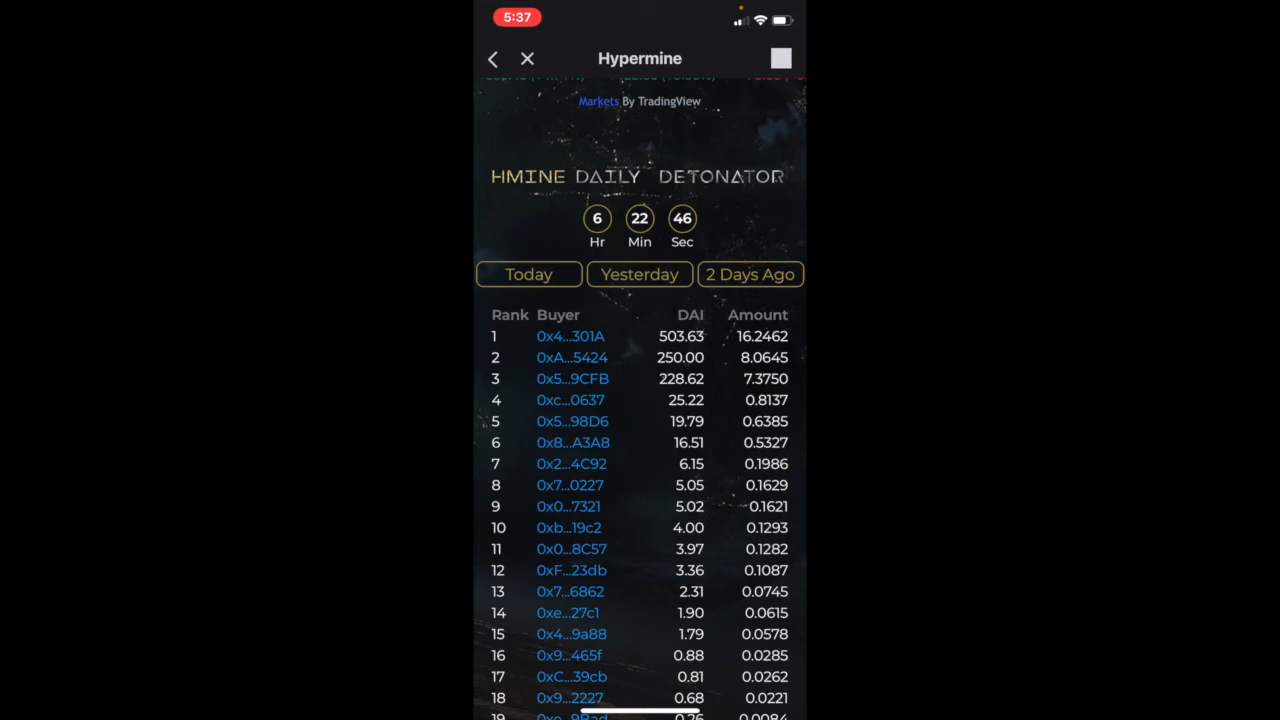 5:37
Hypermine
Markets By TradingView
HMINE DAILY DETONATOR
6 22 46
Hr Min Sec
Today Yesterday 2 Days Ago
Rank Buyer DAI Amount
1 0x4...301A 503.63 16.2462
2 0xA...5424 250.00 8.0645
3 0x5...9CFB 228.62 7.3750
4 0xc...0637 25.22 0.8137
5 0x5...98D6 19.79 0.6385
6 0x8...A3A8 16.51 0.5327
7 0x2...4C92 6.15 0.1986
8 0x7...0227 5.05 0.1629
9 0x0...7321 5.02 0.1621
10 0xb...19c2 4.00 0.1293
11 0x0...8C57 3.97 0.1282
12 0xF...23db 3.36 0.1087
13 0x7...6862 2.31 0.0745
14 0xe...27c1 1.90 0.0615
15 0x4...9a88 1.79 0.0578
16 0x9...465f 0.88 0.0285
17 0xC...39cb 0.81 0.0262
18 0x9...2227 0.68 0.0221
19